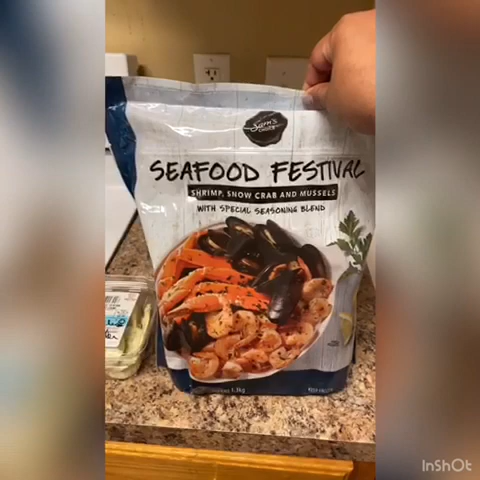 Sam's
CHOICE
SEAFOOD FESTIVAL
SHRIMP, SNOW CRAB AND MUSSELS
WITH SPECIAL SEASONING BLEND
InShOt